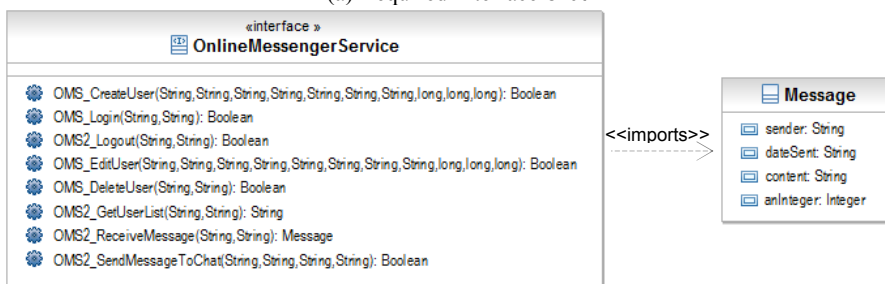 «interface »
OnlineMessengerService
OMS_CreateUser(String,String,String,String,String,String,String,long,long,long): Boolean
OMS_Login(String,String): Boolean
OMS2_Logout(String,String): Boolean
OMS_EditUser(String,String,String,String,String,String,String,long,long,long): Boolean
OMS_DeleteUser(String,String): Boolean
OMS2_GetUserList(String,String): String
OMS2_ReceiveMessage(String,String): Message
OMS2_SendMessageToChat(String,String,String,String): Boolean
<<imports>>
Message
sender: String
dateSent: String
content: String
anInteger: Integer